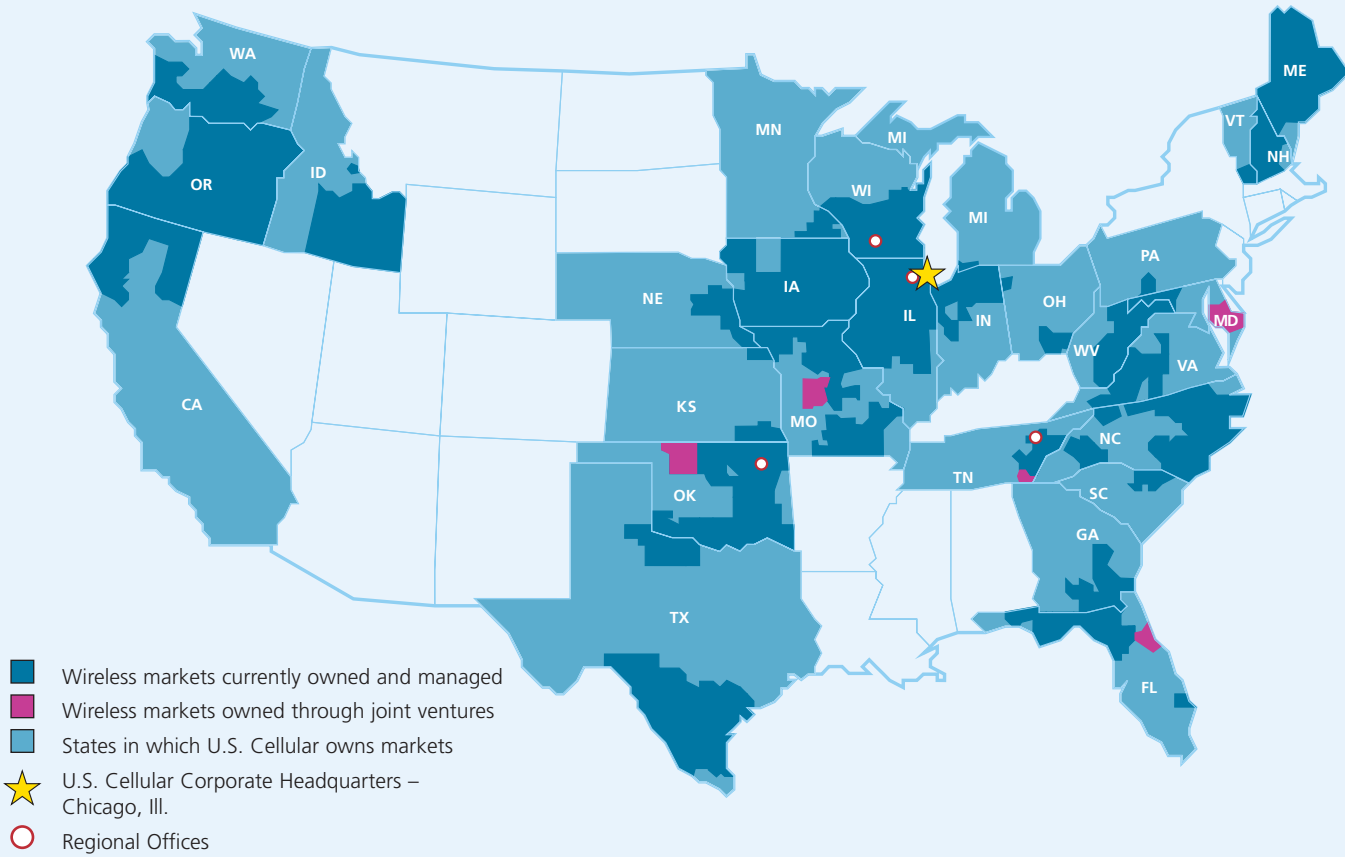 ME
WA
VT
MN
MI
NH
ID
OR
WI
MI
PA
IA
NE
OH
IL
IN
MD
WV
VA
CA
KS
MO
NC
TN
OK
SC
GA
TX
FL
Wireless markets currently owned and managed
Wireless markets owned through joint ventures
States in which U.S. Cellular owns markets
U.S. Cellular Corporate Headquarters –
Chicago, Ill.
Regional Offices